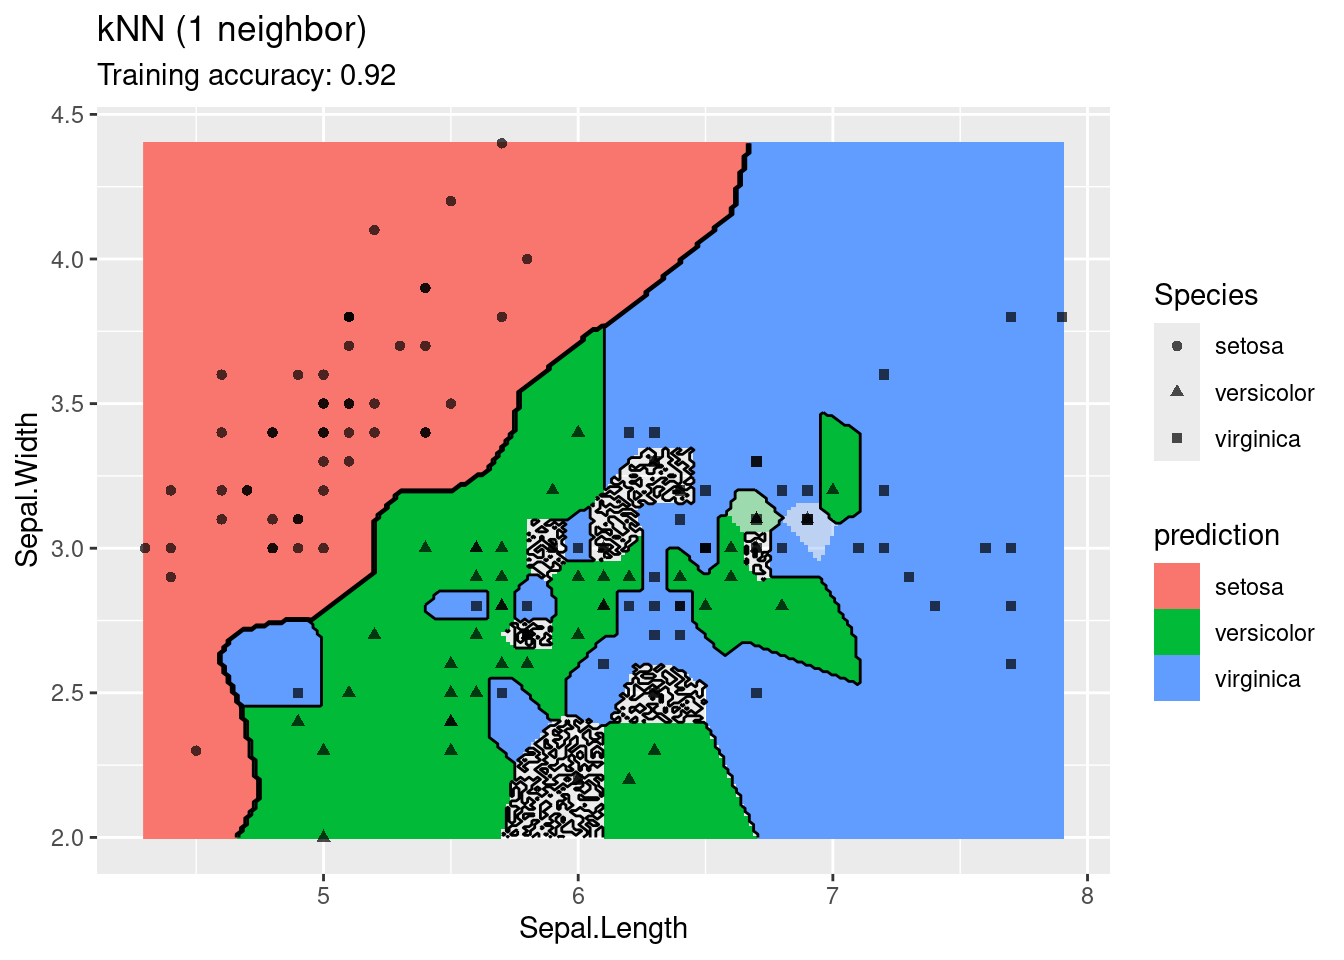 kNN (1 neighbor)
Training accuracy: 0.92
4.5
4.0
3.5
3.0
2.5
2.0
Sepal.Width
5
6
7
8
Sepal.Length
Species
setosa
versicolor
virginica
prediction
setosa
versicolor
virginica